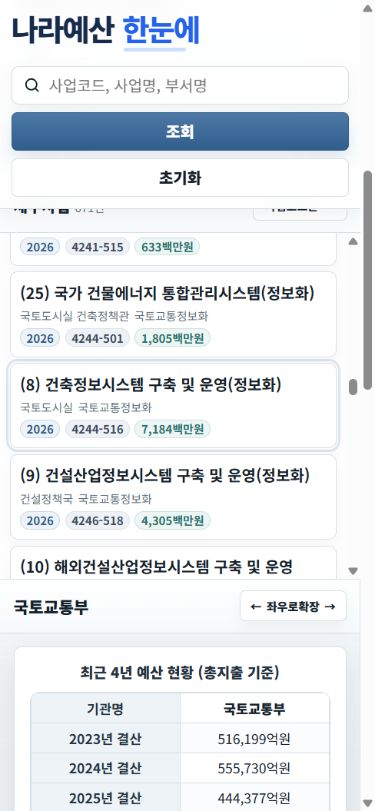 나라예산 한눈에
사업코드, 사업명, 부서명
조회
초기화
2026 4241-515 633백만원
(25) 국가 건물에너지 통합관리시스템(정보화)
국토도시실 건축정책관 국토교통정보화
2026 4244-501 1,805백만원
(8) 건축정보시스템 구축 및 운영(정보화)
국토도시실 국토교통정보화
2026 4244-516 7,184백만원
(9) 건설산업정보시스템 구축 및 운영(정보화)
건설정책국 국토교통정보화
2026 4246-518 4,305백만원
(10) 해외건설산업정보시스템 구축 및 운영
국토교통부
← 좌우로확장 →
최근 4년 예산 현황 (총지출 기준)
기관명 국토교통부
2023년 결산 516,199억원
2024년 결산 555,730억원
2025년 결산 444,377억원